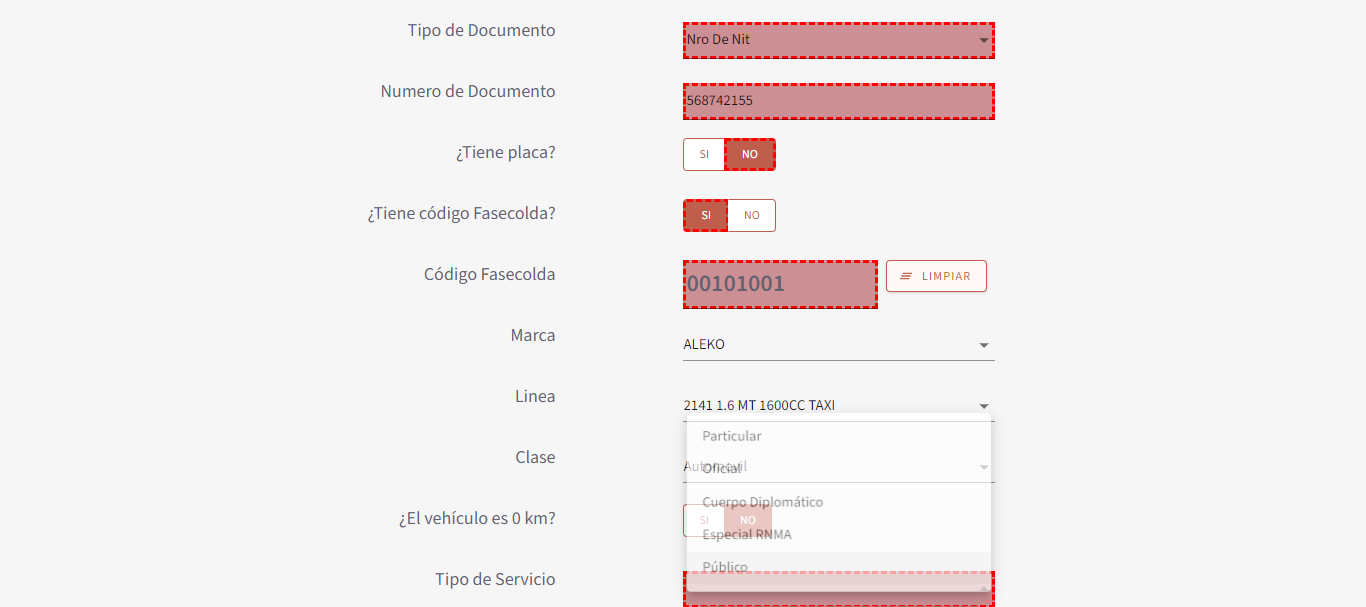 Tipo de Documento
Nro De Nit
Numero de Documento
568742155
¿Tiene placa?
SI NO
¿Tiene código Fasecolda?
SI NO
Código Fasecolda
00101001
LIMPIAR
Marca
ALEKO
Linea
2141 1.6 MT 1600CC TAXI
Particular
Clase
Automovil
Oficial
Cuerpo Diplomático
¿El vehículo es 0 km?
SI NO
Especial RNMA
Público
Tipo de Servicio